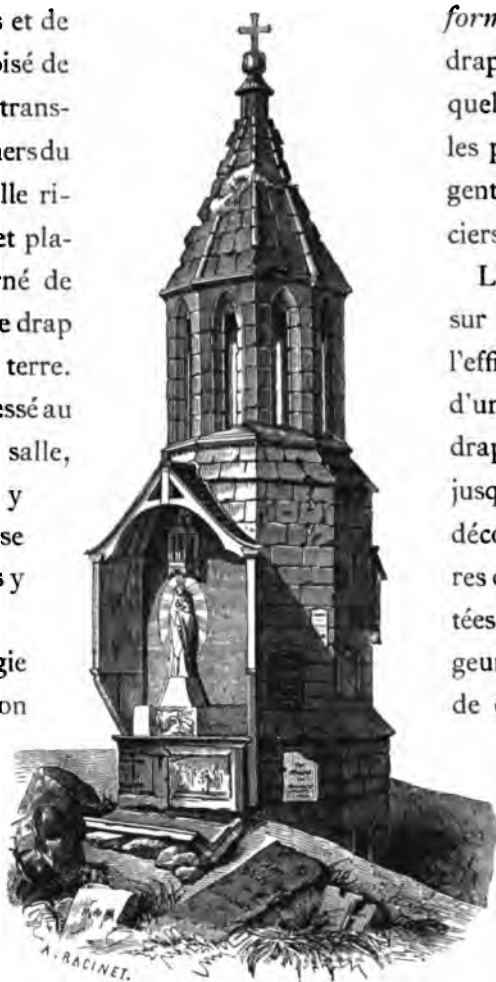 s et de
oisé de
trans-
ers du
lle ri-
et pla-
rné de
e drap
terre.
essé au
salle,
y
se
s y
gie
on
form
drap
quel
les p
gent
ciers
L
sur
l'effi
d'un
drap
jusq
déco
res
tées
geur
de
A. RACINET.